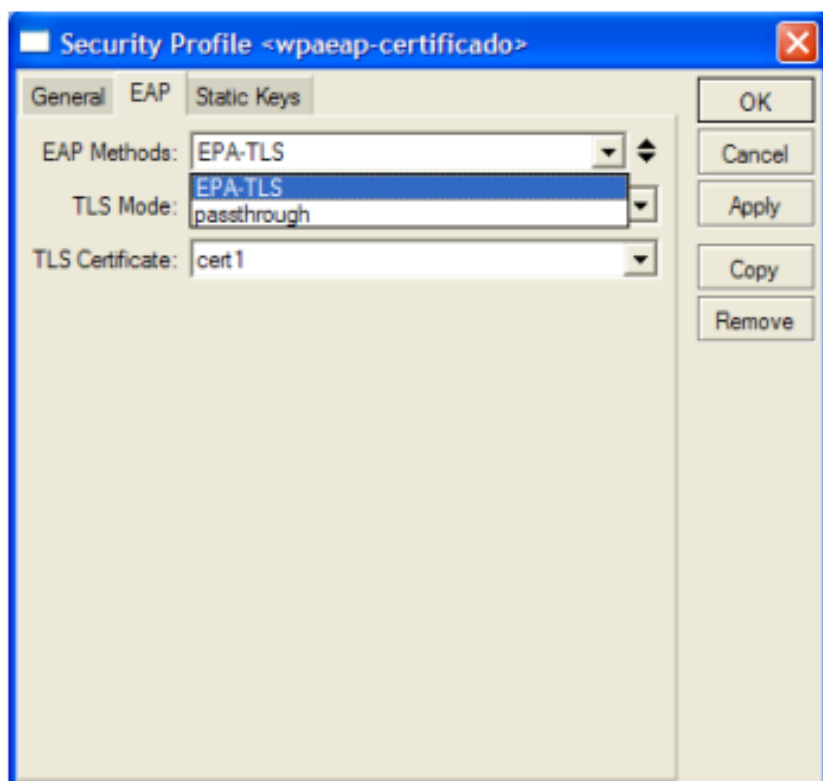 Security Profile <wpaeap-certificado>
General EAP Static Keys
OK
EAP Methods: EPA-TLS
Cancel
EPA-TLS
TLS Mode:
passthrough
Apply
TLS Certificate: cert1
Copy
Remove